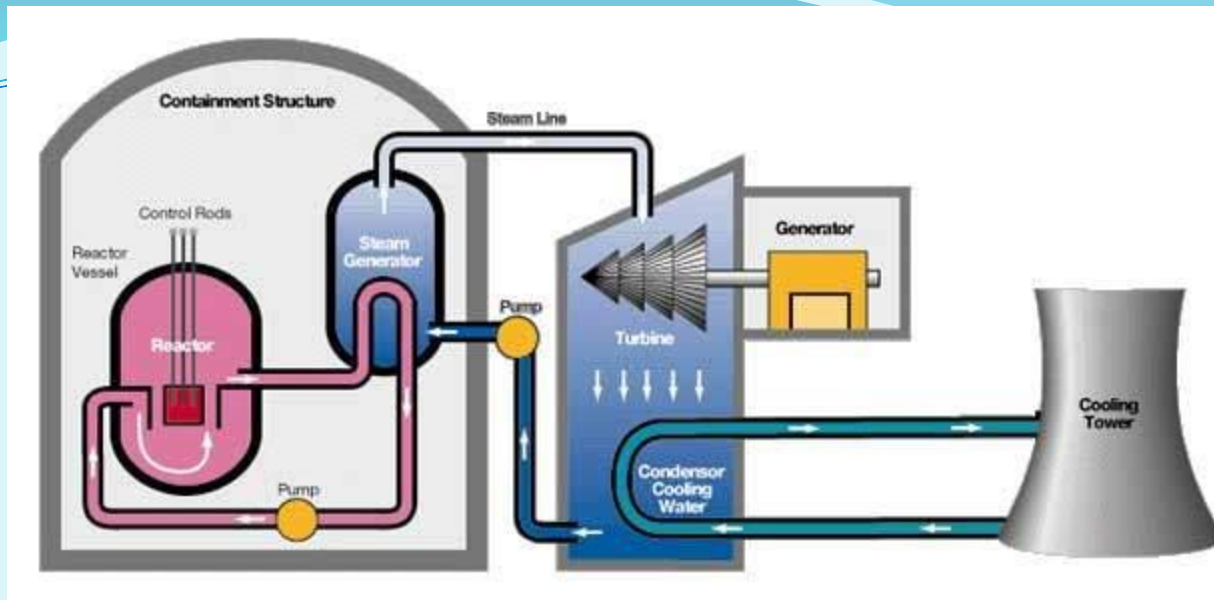 Containment Structure
Steam Line
Control Rods
Reactor
Vessel
Steam
Generator
Generator
Pump
Reactor
Turbine
Cooling
Tower
Condensor
Cooling
Water
Pump